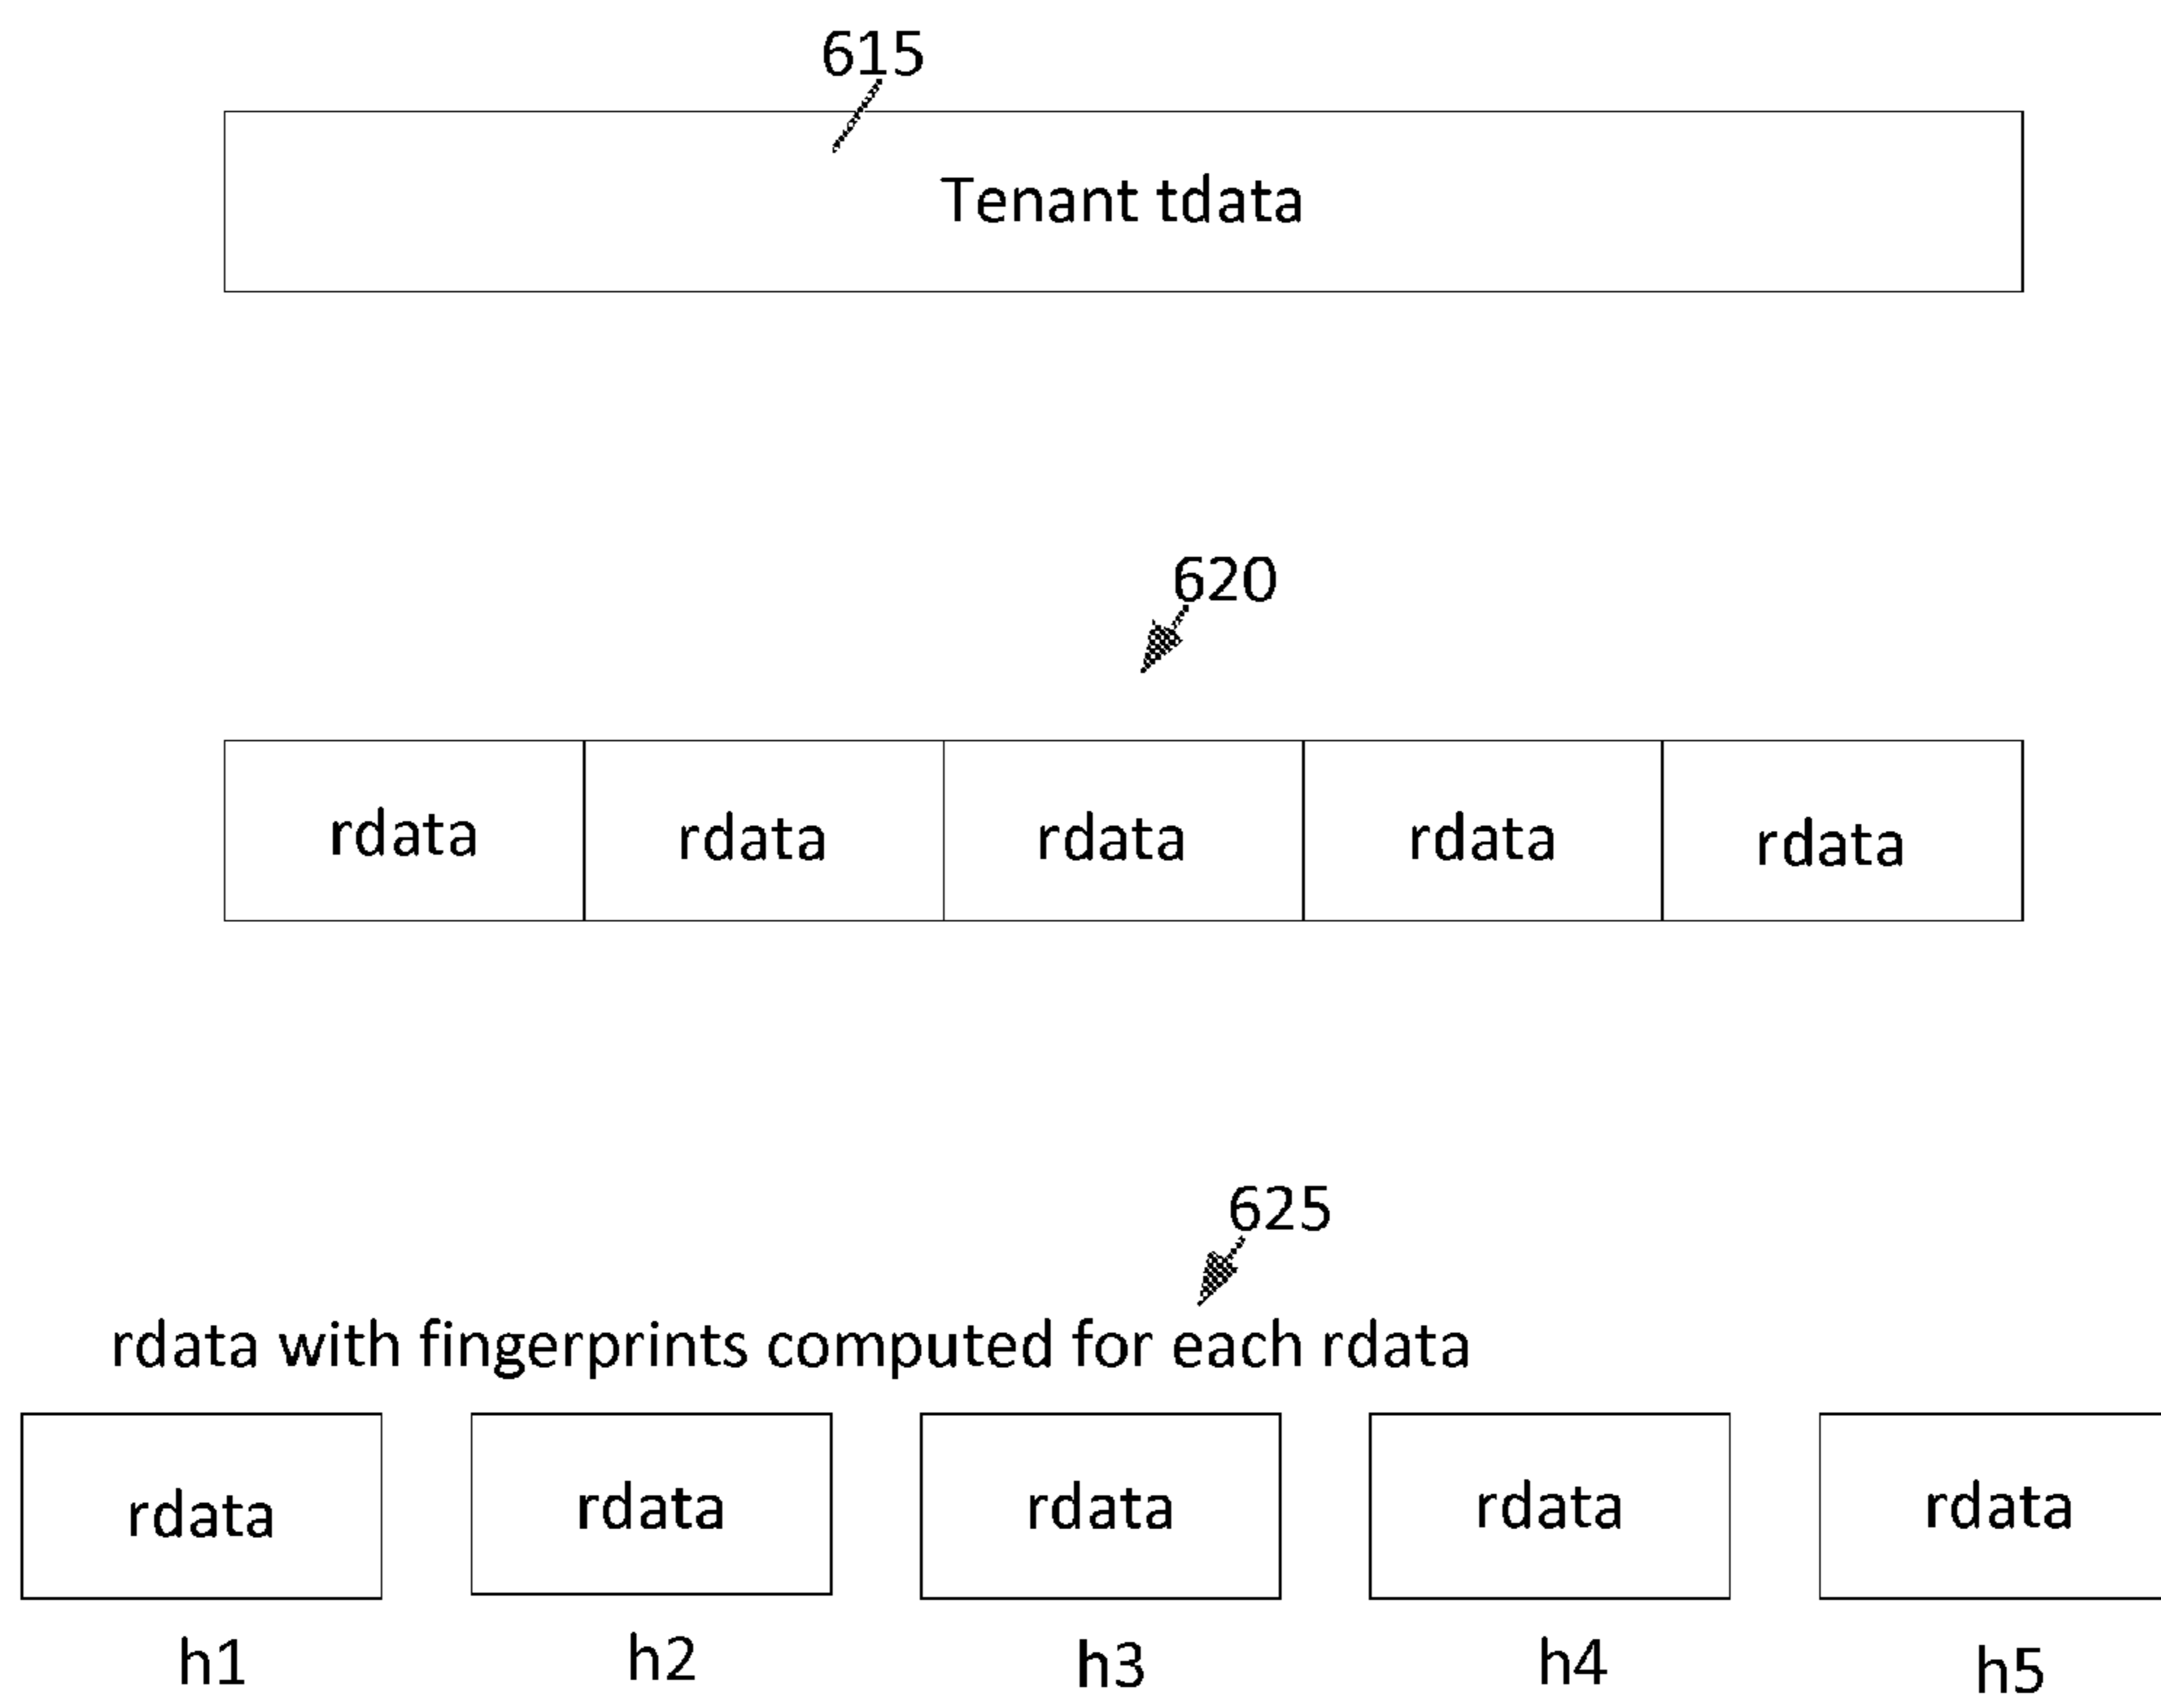 615
Tenant tdata
620
rdata rdata rdata rdata rdata
625
rdata with fingerprints computed for each rdata
rdata rdata rdata rdata rdata
h1 h2 h3 h4 h5